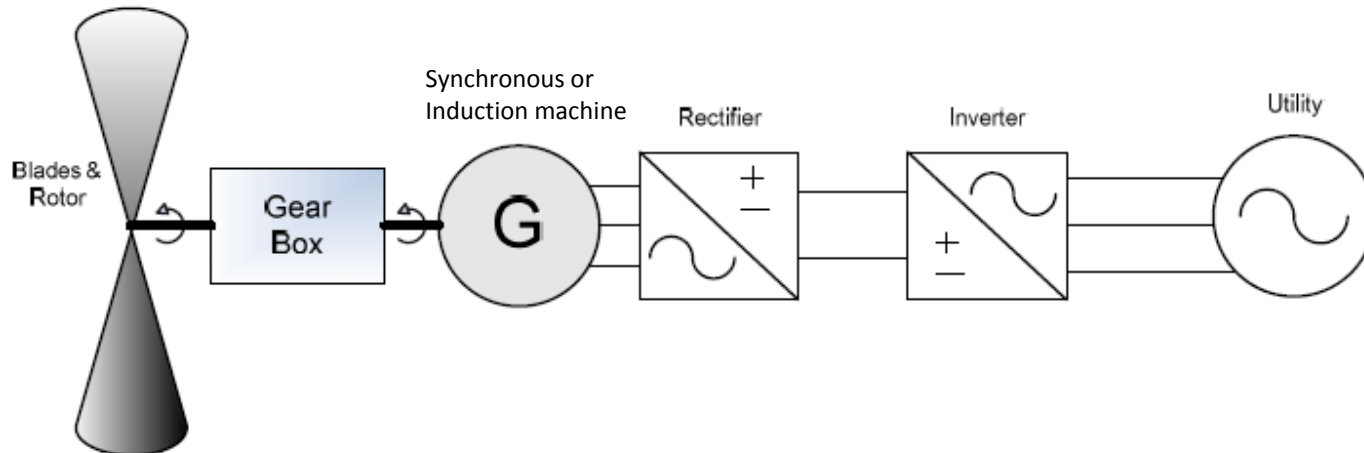 Synchronous or
Induction machine
Rectifier
Inverter
Utility
Blades &
Rotor
Gear
Box
G
+
−
+
−